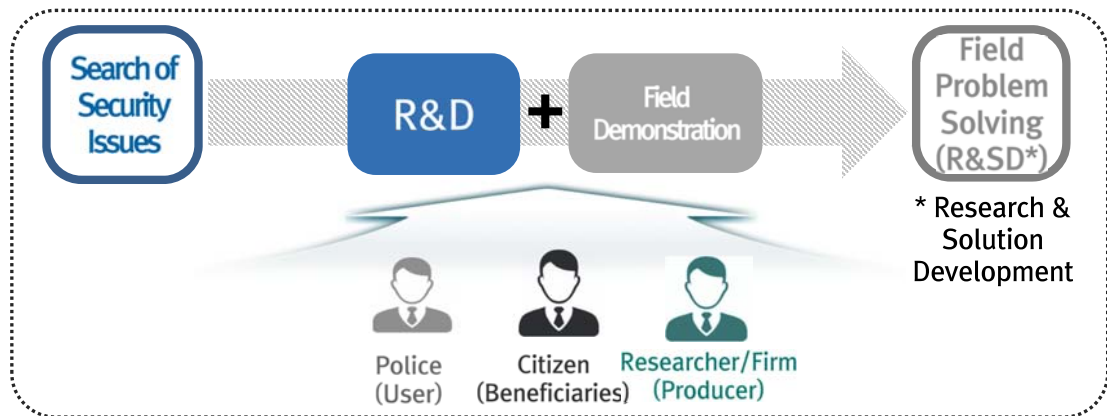 Search of
Security
Issues
R&D
+
Field
Demonstration
Field
Problem
Solving
(R&SD*)
* Research &
Solution
Development
Police
(User)
Citizen
(Beneficiaries)
Researcher/Firm
(Producer)